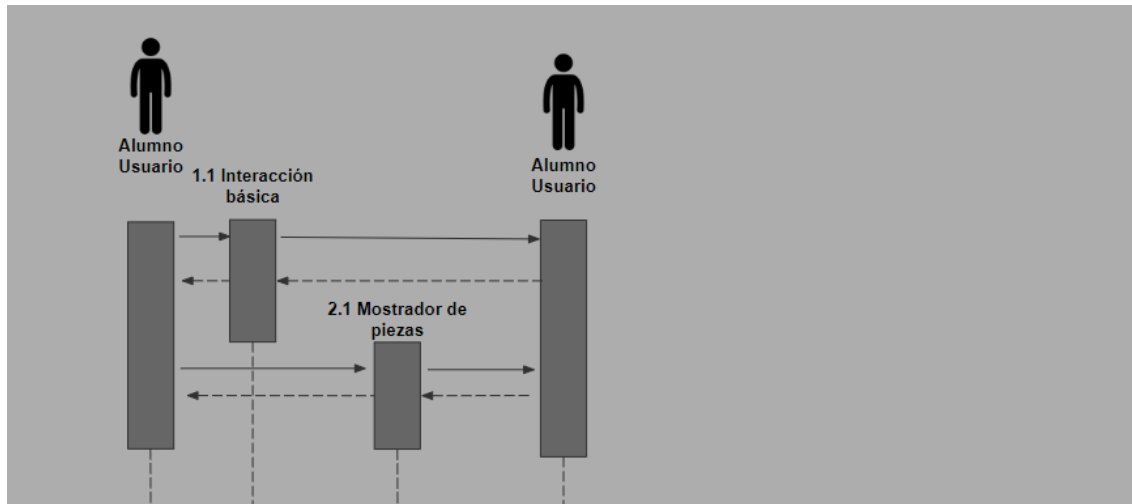 Alumno
Usuario
1.1 Interacción
básica
Alumno
Usuario
2.1 Mostrador de
piezas